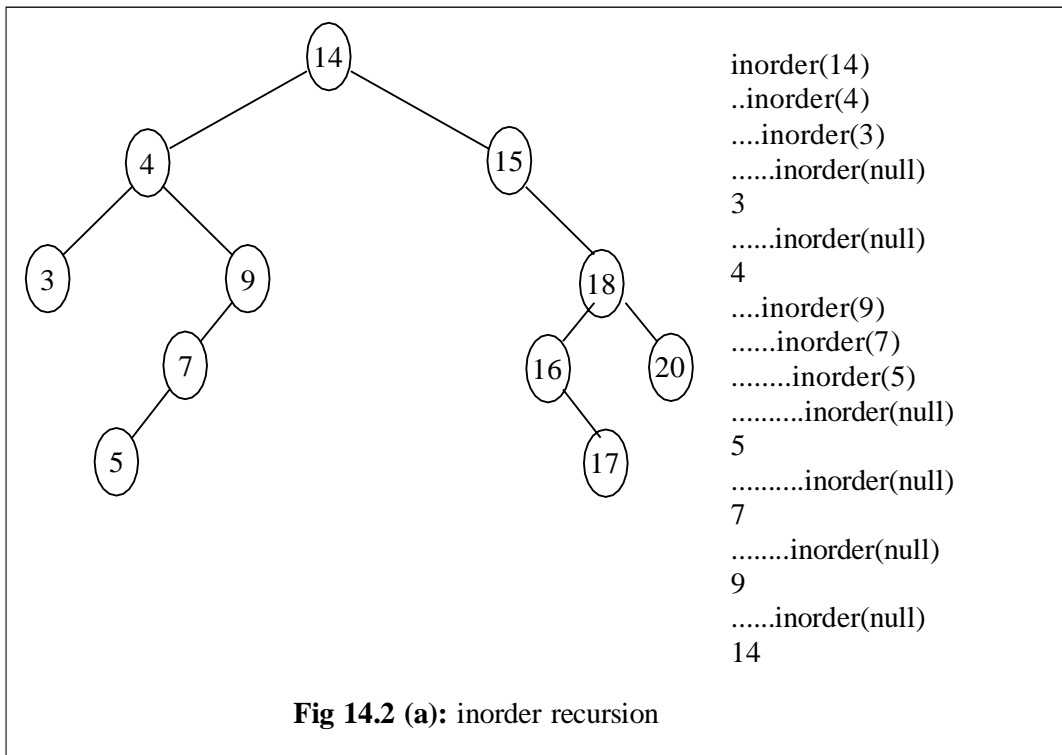 14
4
15
3
9
18
7
16
20
5
17
inorder(14)
..inorder(4)
....inorder(3)
......inorder(null)
3
......inorder(null)
4
....inorder(9)
......inorder(7)
........inorder(5)
..........inorder(null)
5
..........inorder(null)
7
........inorder(null)
9
......inorder(null)
14
Fig 14.2 (a): inorder recursion